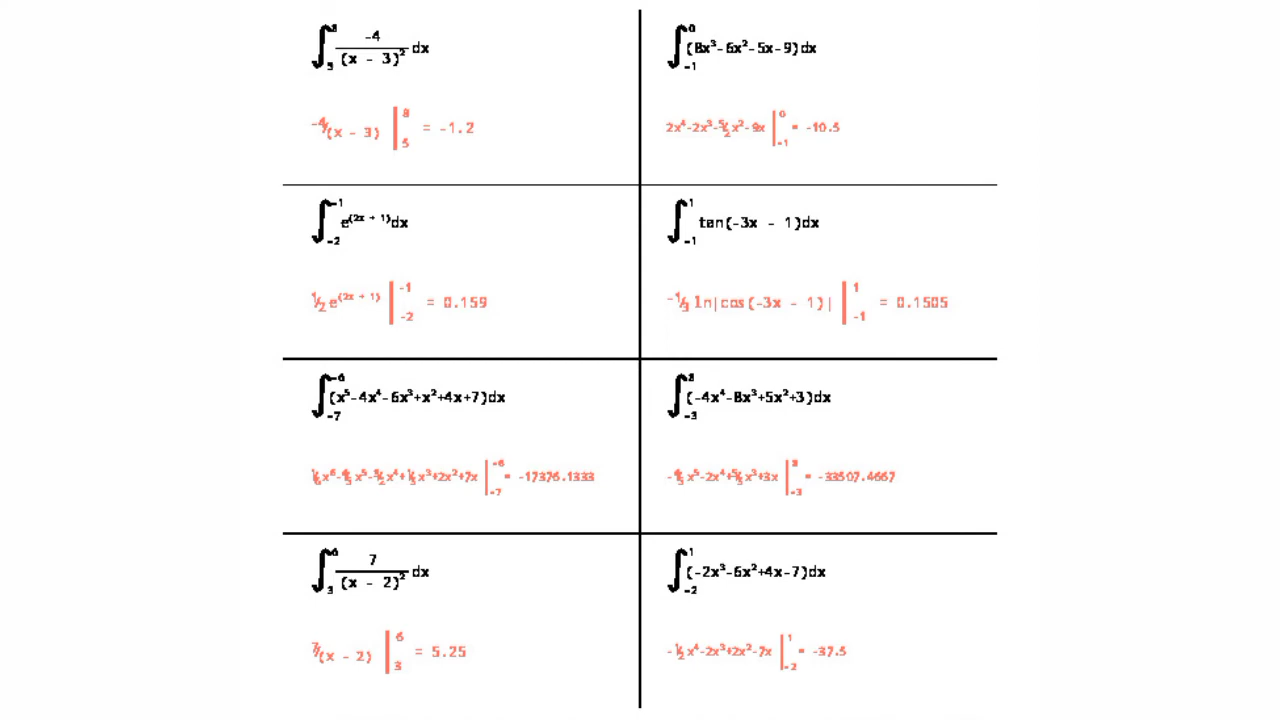 ∫₅⁸ -4/(x - 3)² dx
-4/(x - 3) |₅⁸ = -1.2
∫₋₁⁰ (8x³-6x²-5x-9)dx
2x⁴-2x³-5/2x²-9x |₋₁⁰ = -10.5
∫₋₂⁻¹ e⁽²ˣ ⁺ ¹⁾dx
1/2 e⁽²ˣ ⁺ ¹⁾ |₋₂⁻¹ = 0.159
∫₋₁¹ tan(-3x - 1)dx
-1/3 ln|cos(-3x - 1)| |₋₁¹ = 0.1505
∫₋₇⁻⁶ (x⁵-4x⁴-6x³+x²+4x+7)dx
1/6x⁶-4/5x⁵-3/2x⁴+1/3x³+2x²+7x |₋₇⁻⁶ = -17376.1333
∫₋₃⁸ (-4x⁴-8x³+5x²+3)dx
-4/5x⁵-2x⁴+5/3x³+3x |₋₃⁸ = -33507.4667
∫₃⁶ 7/(x - 2)² dx
7/(x - 2) |₃⁶ = 5.25
∫₋₂¹ (-2x³-6x²+4x-7)dx
-1/2x⁴-2x³+2x²-7x |₋₂¹ = -37.5